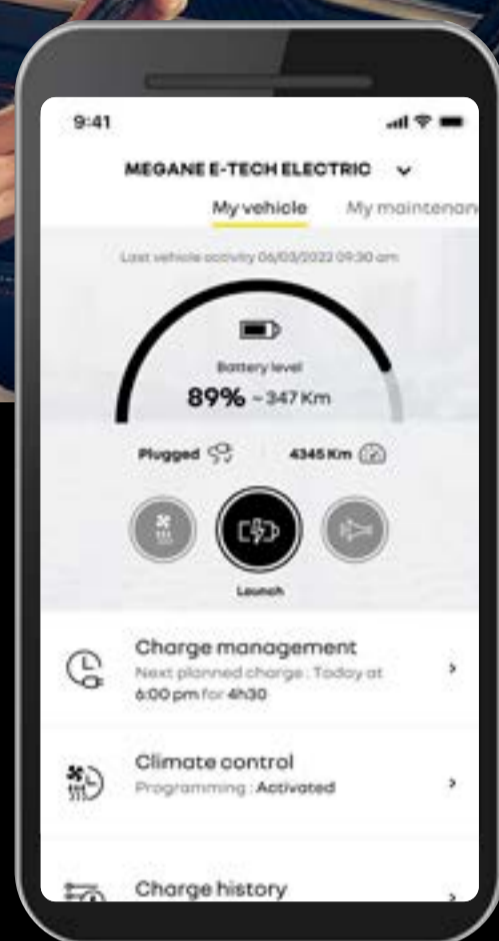 9:41
MEGANE E-TECH ELECTRIC
My vehicle My maintenan
Last vehicle activity 06/03/2022 09:30 am
Battery level
89% ~ 347 Km
Plugged 4345 Km
Launch
Charge management
Next planned charge : Today at
6:00 pm for 4h30
Climate control
Programming : Activated
Charge history